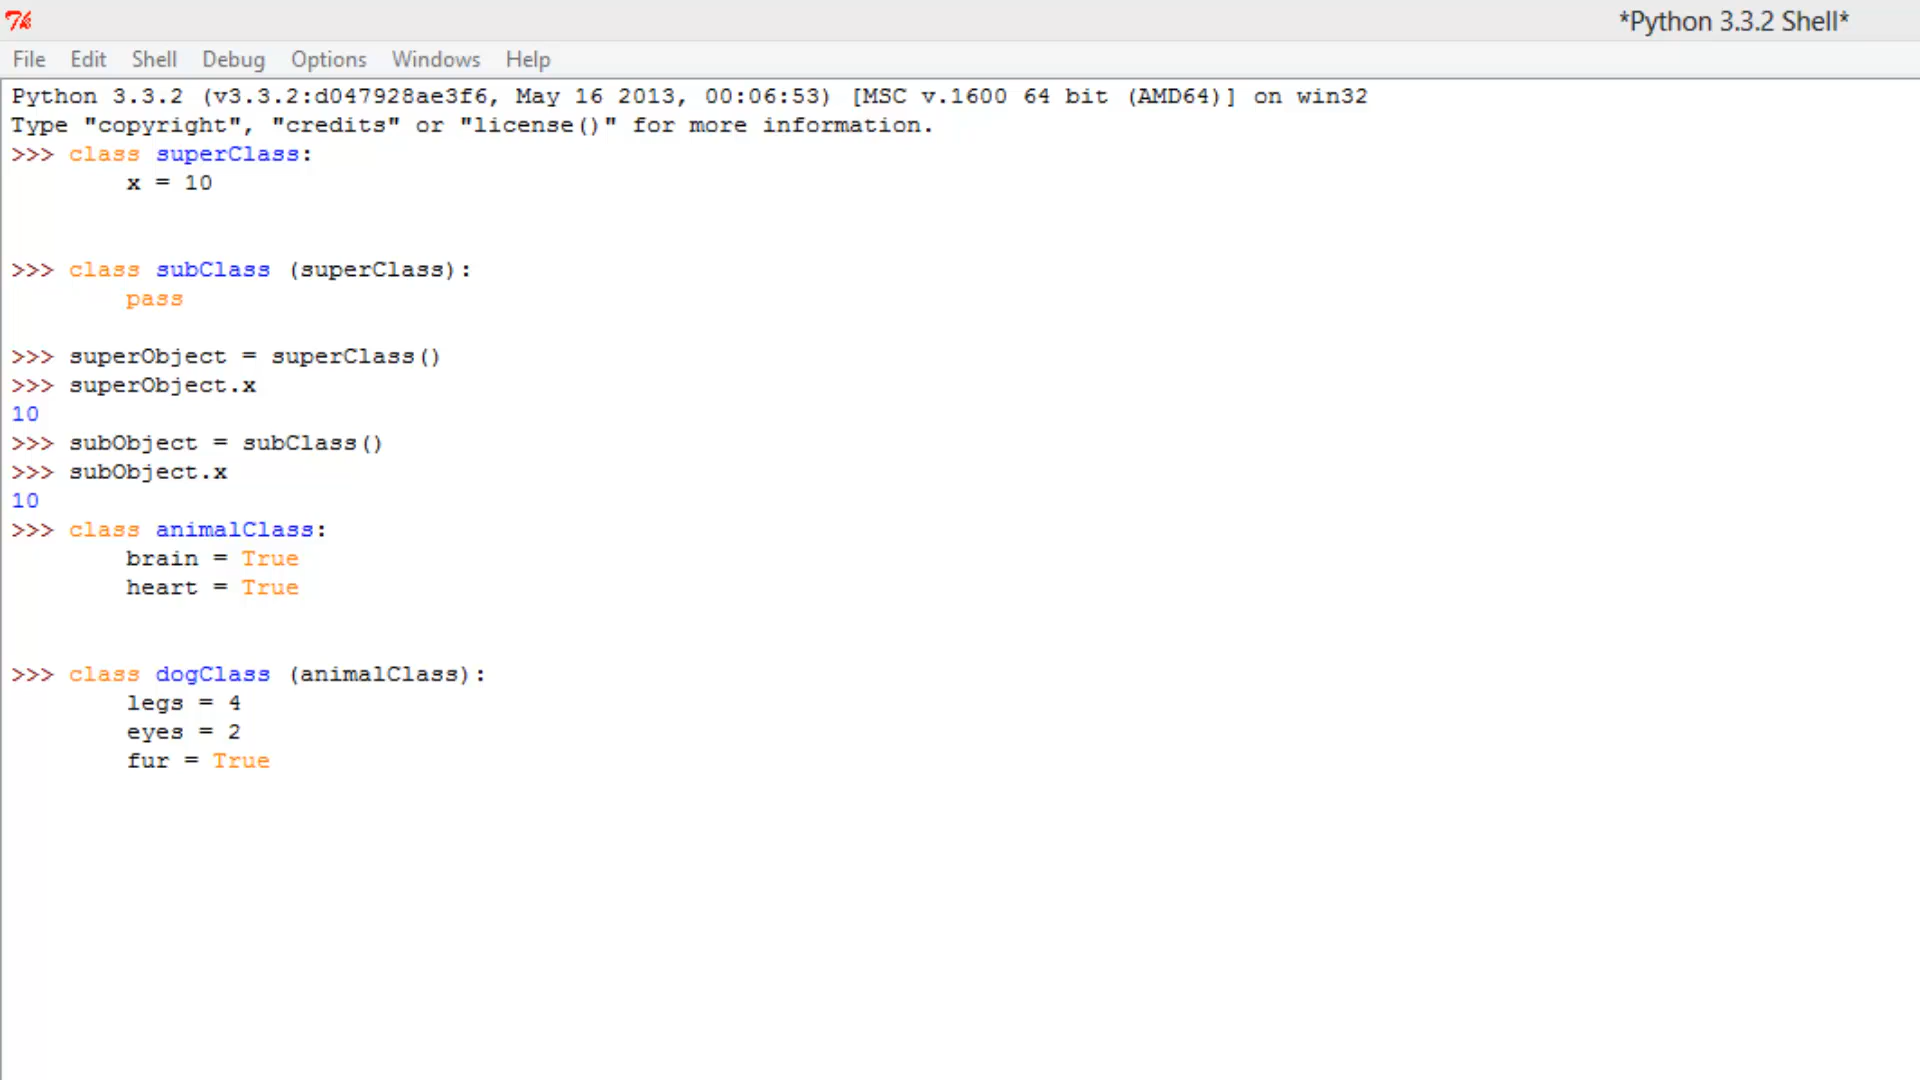 *Python 3.3.2 Shell*
File Edit Shell Debug Options Windows Help
Python 3.3.2 (v3.3.2:d047928ae3f6, May 16 2013, 00:06:53) [MSC v.1600 64 bit (AMD64)] on win32
Type "copyright", "credits" or "license()" for more information.
>>> class superClass:
        x = 10
>>> class subClass (superClass):
        pass
>>> superObject = superClass()
>>> superObject.x
10
>>> subObject = subClass()
>>> subObject.x
10
>>> class animalClass:
        brain = True
        heart = True
>>> class dogClass (animalClass):
        legs = 4
        eyes = 2
        fur = True